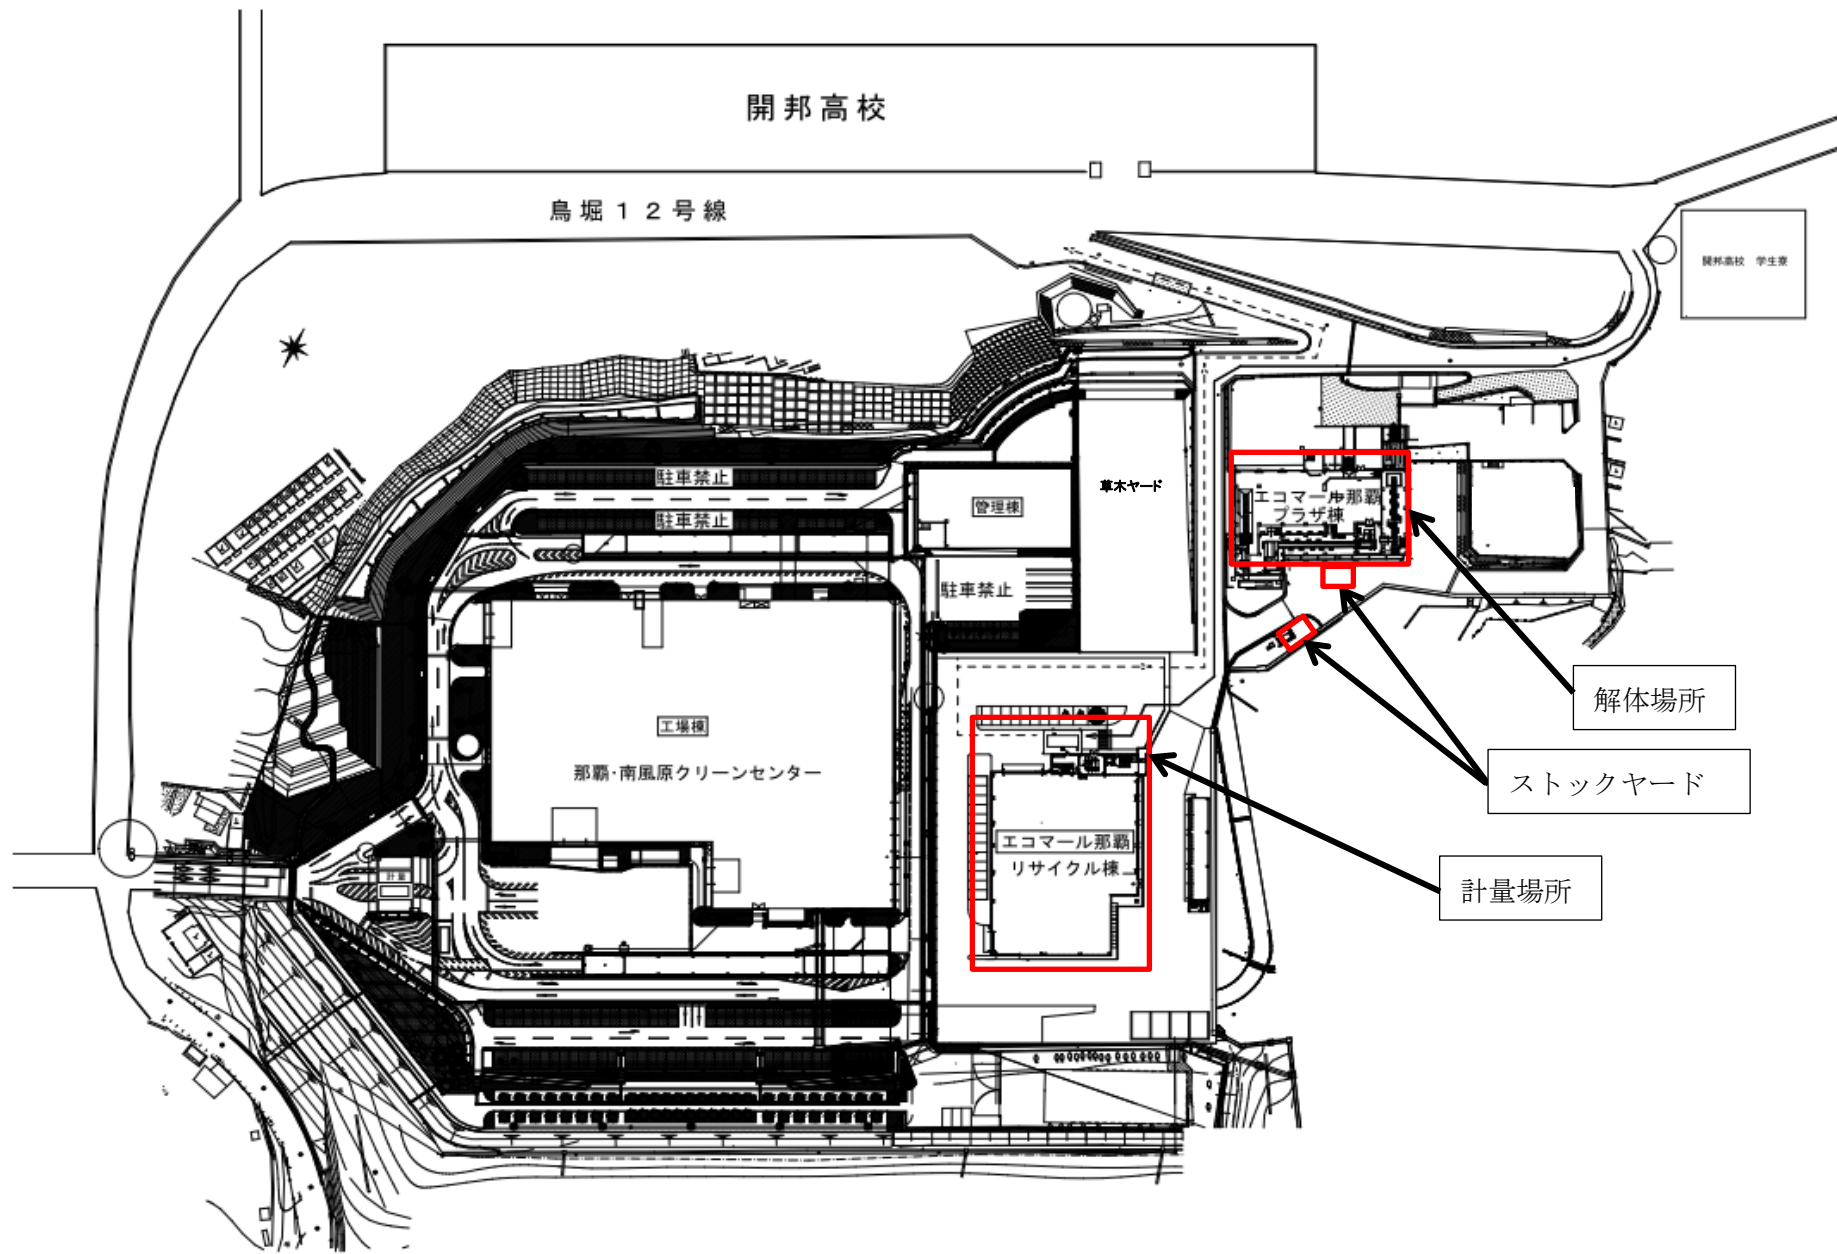 開邦高校
鳥堀12号線
開邦高校 学生寮
駐車禁止
管理棟
草木ヤード
エコマール那覇
プラザ棟
駐車禁止
駐車禁止
解体場所
工場棟
那覇・南風原クリーンセンター
ストックヤード
エコマール那覇
リサイクル棟
計量
計量場所